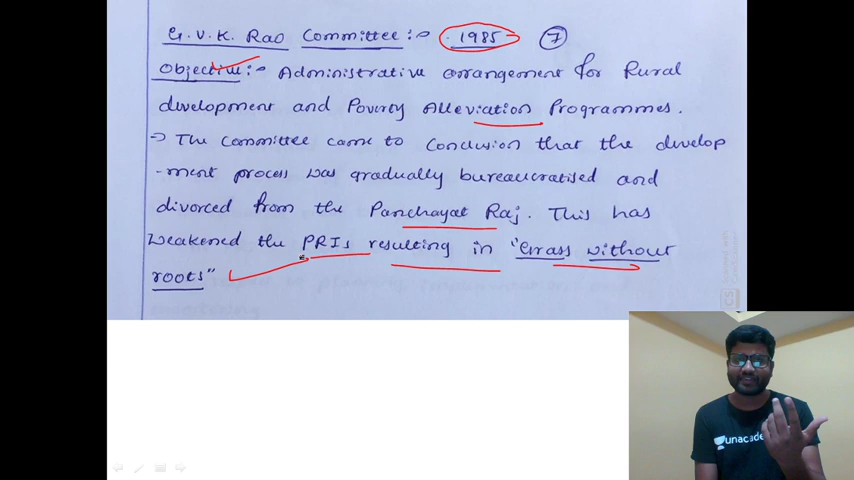 G.V.K. Rao Committee:- 1985 7
Objective:- Administrative arrangement for Rural
development and Poverty Alleviation Programmes.
→ The Committee came to conclusion that the develop
-ment process was gradually bureaucratised and
divorced from the Panchayat Raj. This has
weakened the PRIs resulting in "Grass without
roots"
CS
unacade